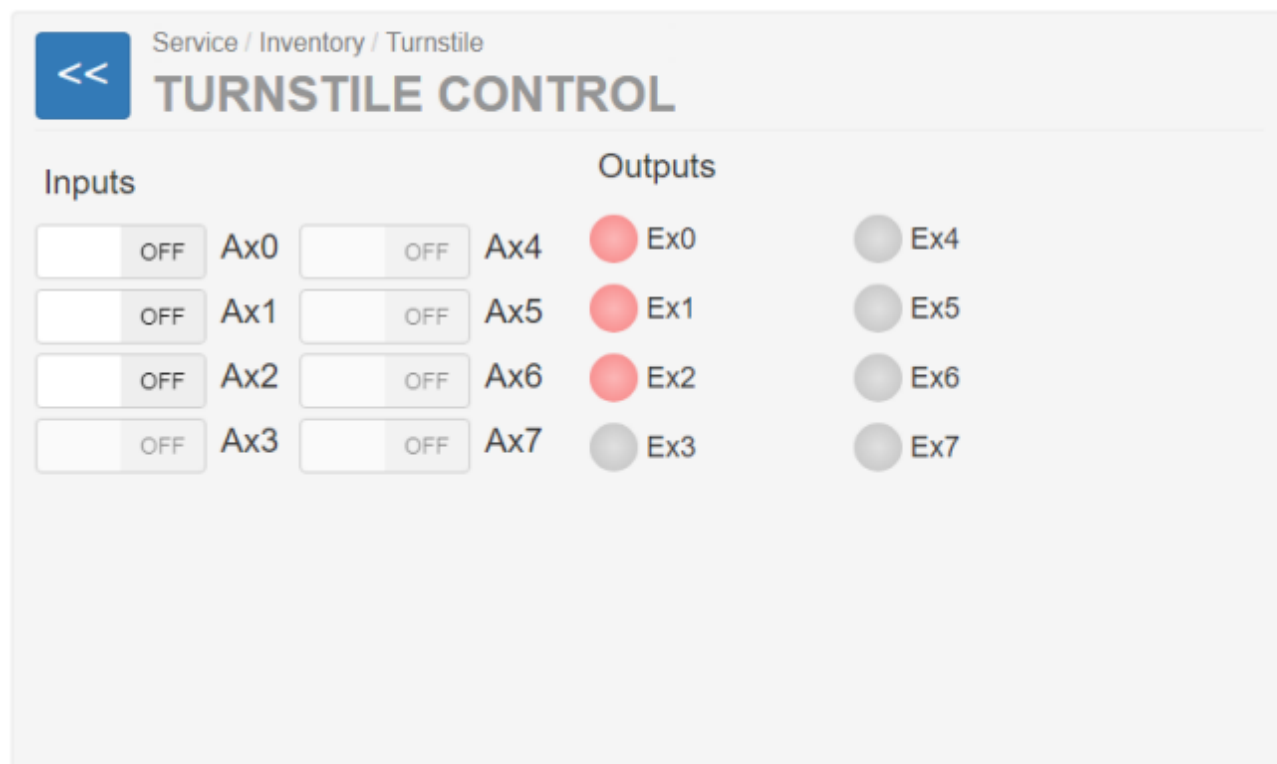 <<
Service / Inventory / Turnstile
TURNSTILE CONTROL
Inputs
Outputs
OFF Ax0 OFF Ax4 Ex0 Ex4
OFF Ax1 OFF Ax5 Ex1 Ex5
OFF Ax2 OFF Ax6 Ex2 Ex6
OFF Ax3 OFF Ax7 Ex3 Ex7